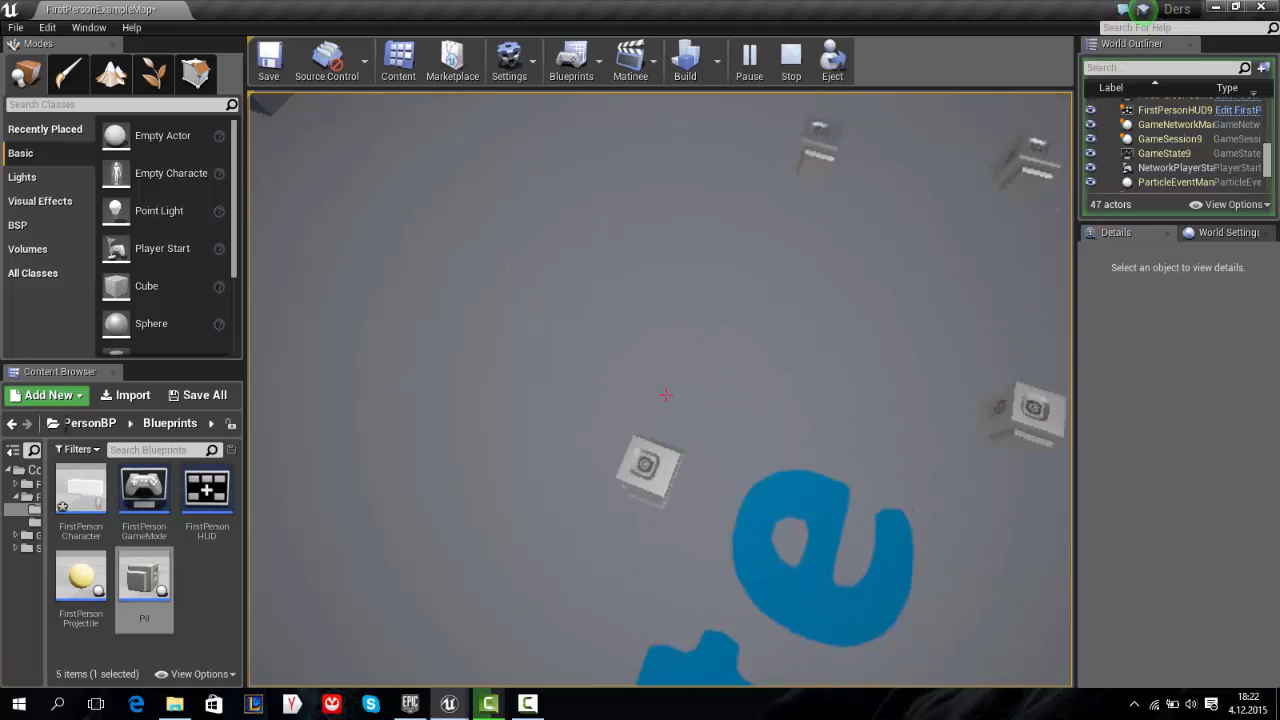 FirstPersonExampleMap*
Ders
File Edit Window Help
Search For Help
Modes
World Outliner
Save Source Control Content Marketplace Settings Blueprints Matinee Build Pause Stop Eject
Search Classes
Search...
Label Type
Recently Placed
Basic
Lights
Visual Effects
BSP
Volumes
All Classes
Empty Actor
Empty Characte
Point Light
Player Start
Cube
Sphere
FirstPersonHUD9 Edit FirstP
GameNetworkMa GameNetw
GameSession9 GameSessi
GameState9 GameState
NetworkPlayerSta PlayerStart
ParticleEventMan ParticleEve
47 actors View Options
Details World Setting
Select an object to view details.
Content Browser
Add New Import Save All
PersonBP Blueprints
Filters Search Blueprints
Cc
FirstPerson
Character
FirstPerson
GameMode
FirstPerson
HUD
FirstPerson
Projectile
Pil
5 items (1 selected) View Options
e
18:22
4.12.2015